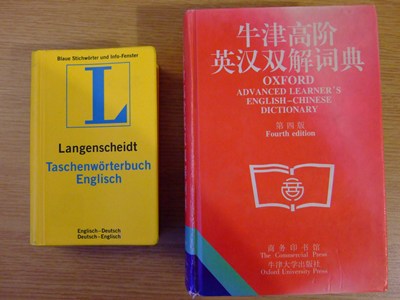 Blaue Stichwörter und Info-Fenster
L
Langenscheidt
Taschenwörterbuch
Englisch
Englisch-Deutsch
Deutsch-Englisch
牛津高阶
英汉双解词典
OXFORD
ADVANCED LEARNER'S
ENGLISH-CHINESE
DICTIONARY
第四版
Fourth edition
商务印书馆
The Commercial Press
牛津大学出版社
Oxford University Press